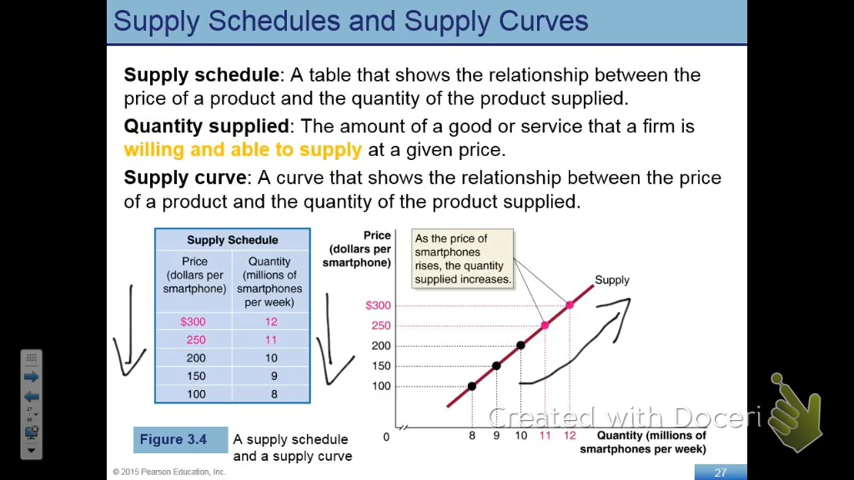 Supply Schedules and Supply Curves
Supply schedule: A table that shows the relationship between the
price of a product and the quantity of the product supplied.
Quantity supplied: The amount of a good or service that a firm is
willing and able to supply at a given price.
Supply curve: A curve that shows the relationship between the price
of a product and the quantity of the product supplied.
Supply Schedule
Price
(dollars per
smartphone)
Quantity
(millions of
smartphones
per week)
$300 12
250 11
200 10
150 9
100 8
Price
(dollars per
smartphone)
As the price of
smartphones
rises, the quantity
supplied increases.
Supply
$300
250
200
150
100
0
8 9 10 11 12
Quantity (millions of
smartphones per week)
Created with Doceri
Figure 3.4
A supply schedule
and a supply curve
© 2015 Pearson Education, Inc.
27